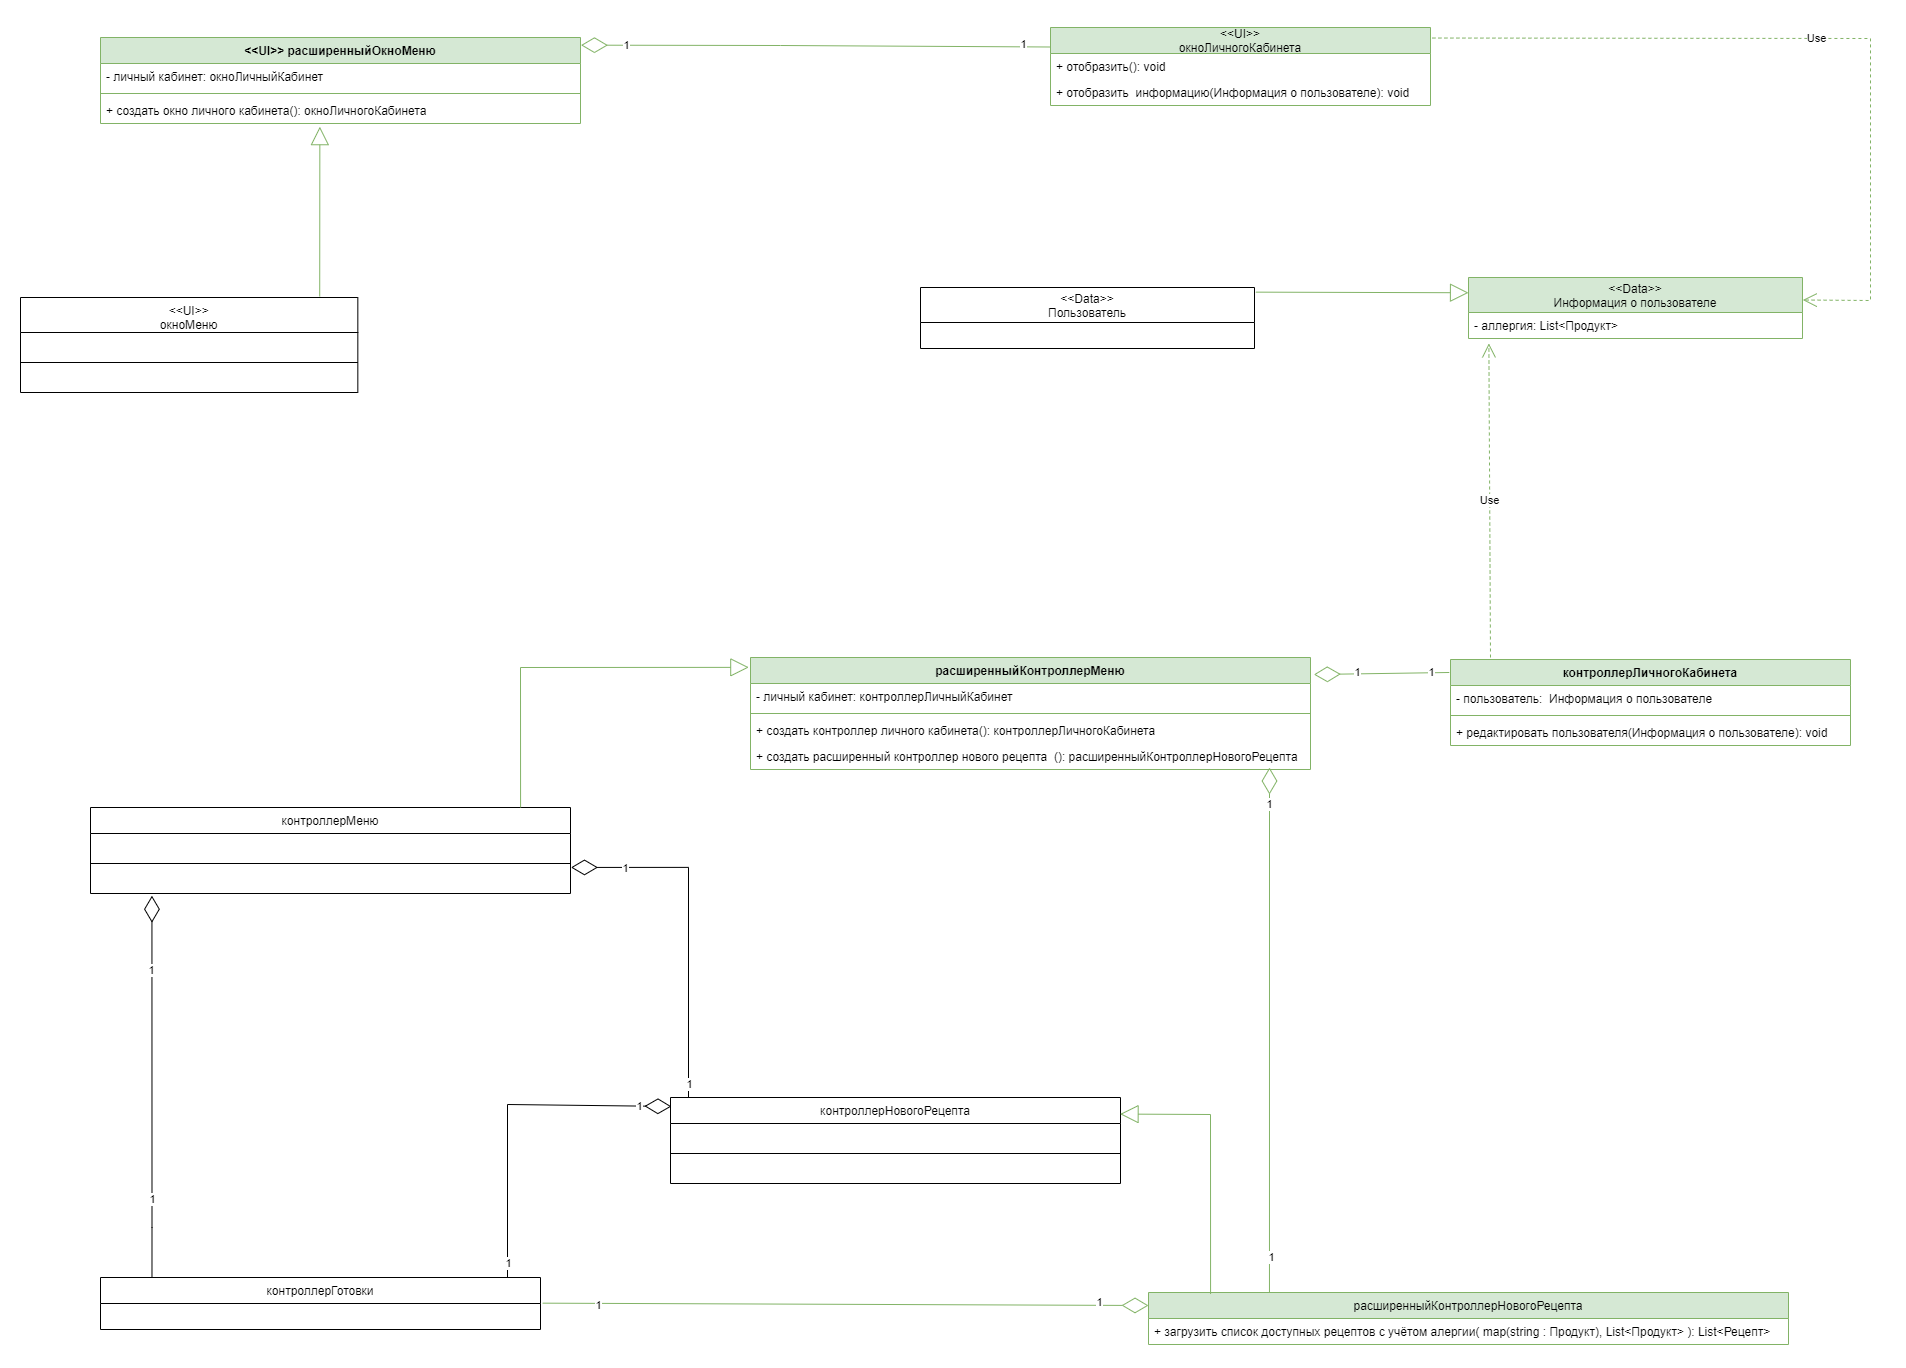 <<UI>> расширенныйОкноМеню
- личный кабинет: окноЛичныйКабинет
+ создать окно личного кабинета(): окноЛичногоКабинета
1
1
<<UI>>
окноЛичногоКабинета
+ отобразить(): void
+ отобразить  информацию(Информация о пользователе): void
Use
<<UI>>
окноМеню
<<Data>>
Пользователь
<<Data>>
Информация о пользователе
- аллергия: List<Продукт>
Use
расширенныйКонтроллерМеню
- личный кабинет: контроллерЛичныйКабинет
+ создать контроллер личного кабинета(): контроллерЛичногоКабинета
+ создать расширенный контроллер нового рецепта  (): расширенныйКонтроллерНовогоРецепта
1
1
контроллерЛичногоКабинета
- пользователь:  Информация о пользователе
+ редактировать пользователя(Информация о пользователе): void
1
контроллерМеню
1
1
1
1
контроллерНовогоРецепта
1
1
1
контроллерГотовки
1
1
расширенныйКонтроллерНовогоРецепта
+ загрузить список доступных рецептов с учётом алергии( map(string : Продукт), List<Продукт> ): List<Рецепт>